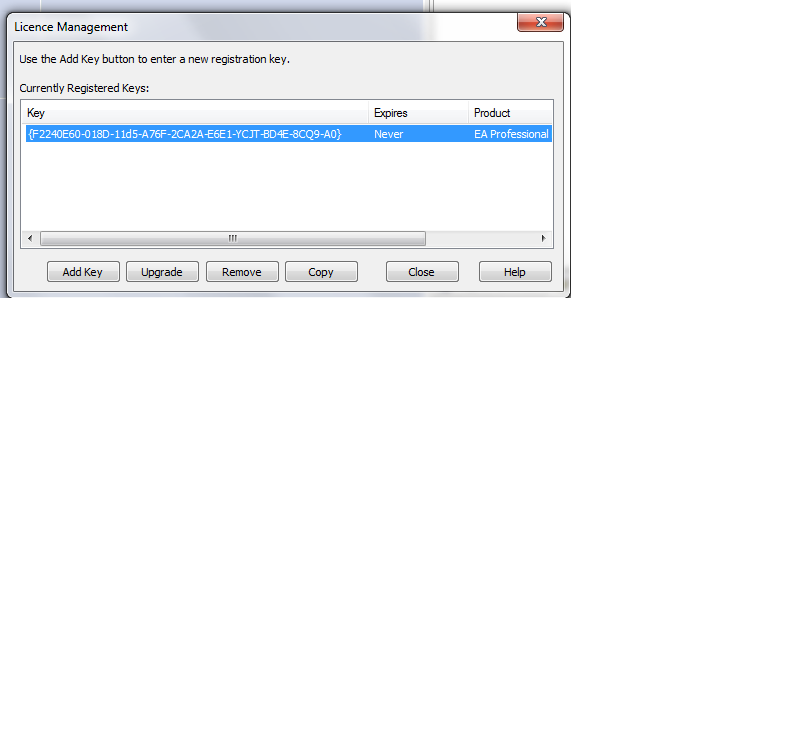 Licence Management
Use the Add Key button to enter a new registration key.
Currently Registered Keys:
Key Expires Product
{F2240E60-018D-11d5-A76F-2CA2A-E6E1-YCJT-BD4E-8CQ9-A0} Never EA Professional
Add Key Upgrade Remove Copy Close Help